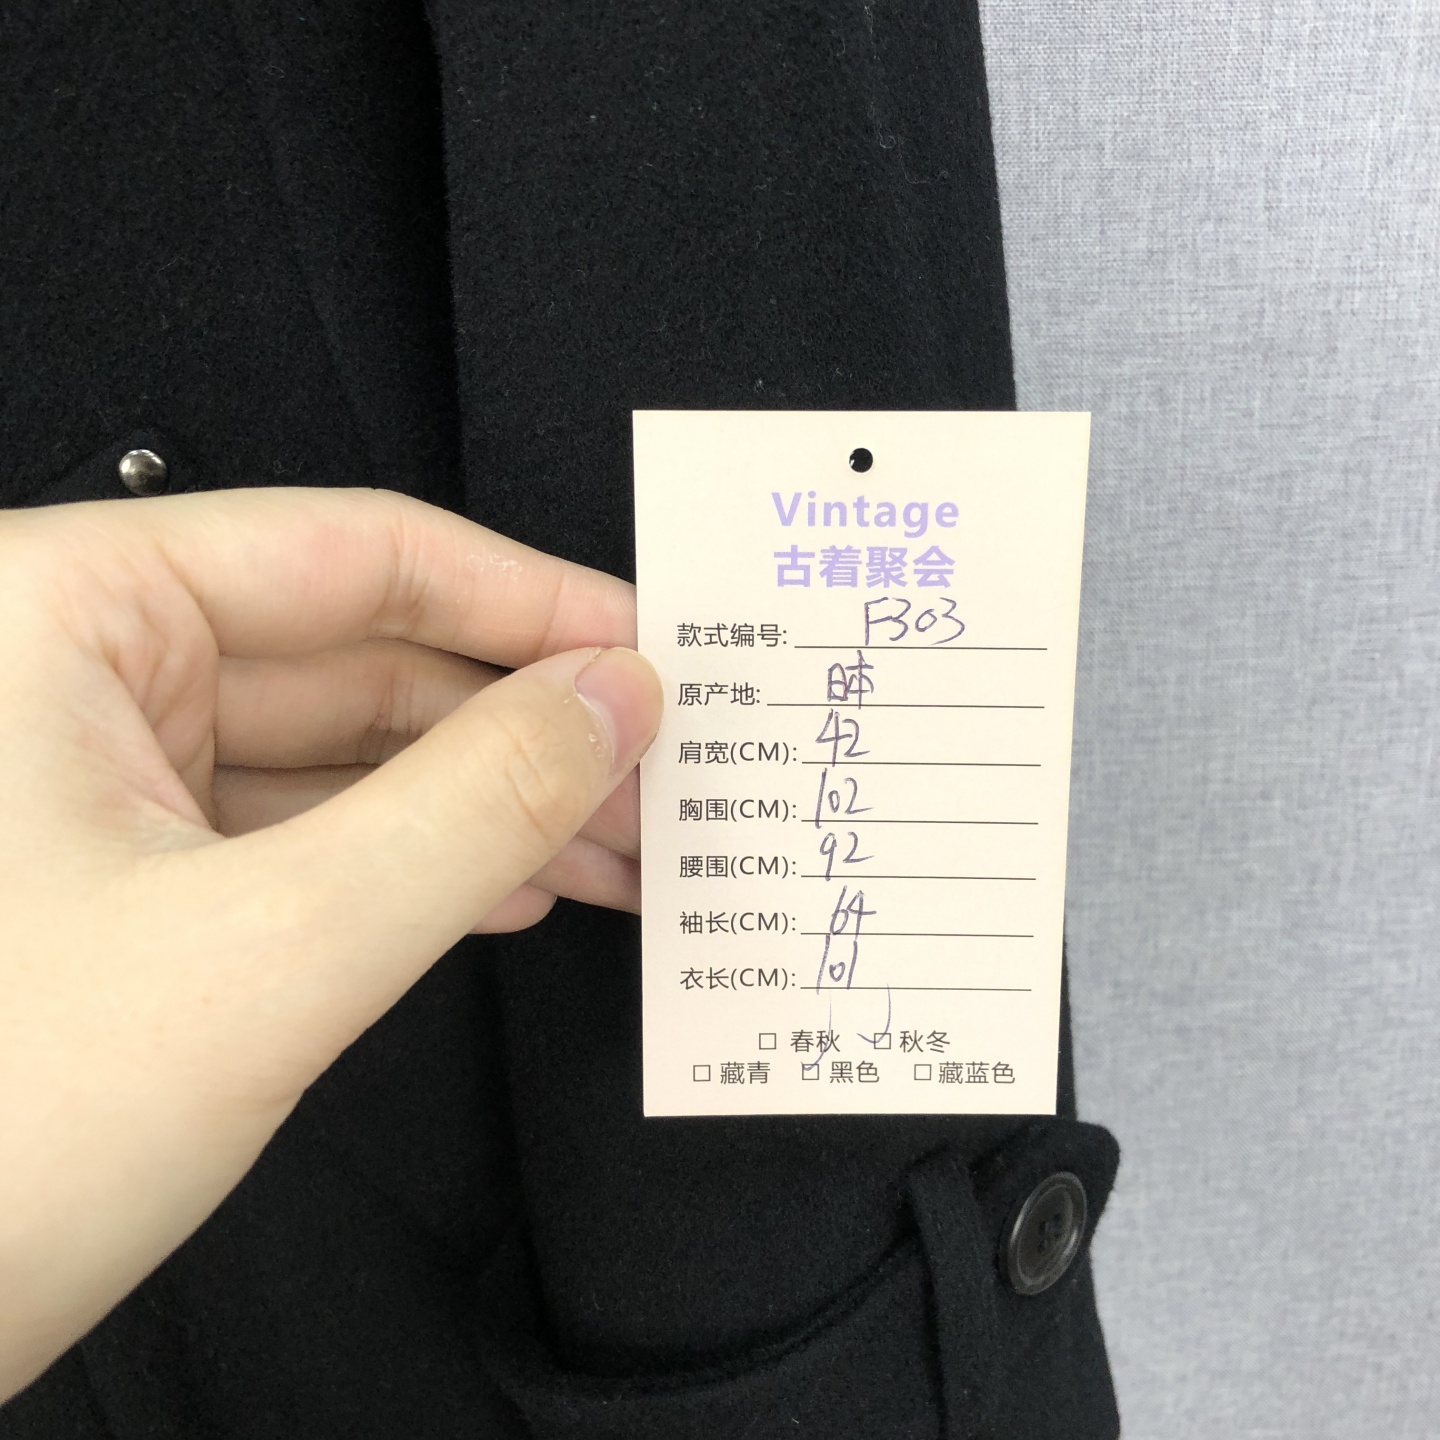 Vintage
古着聚会
款式编号: F303
原产地: 日本
肩宽(CM): 42
胸围(CM): 102
腰围(CM): 92
袖长(CM): 64
衣长(CM): 101
□ 春秋 ☑ 秋冬
□ 藏青 ☑ 黑色 □ 藏蓝色